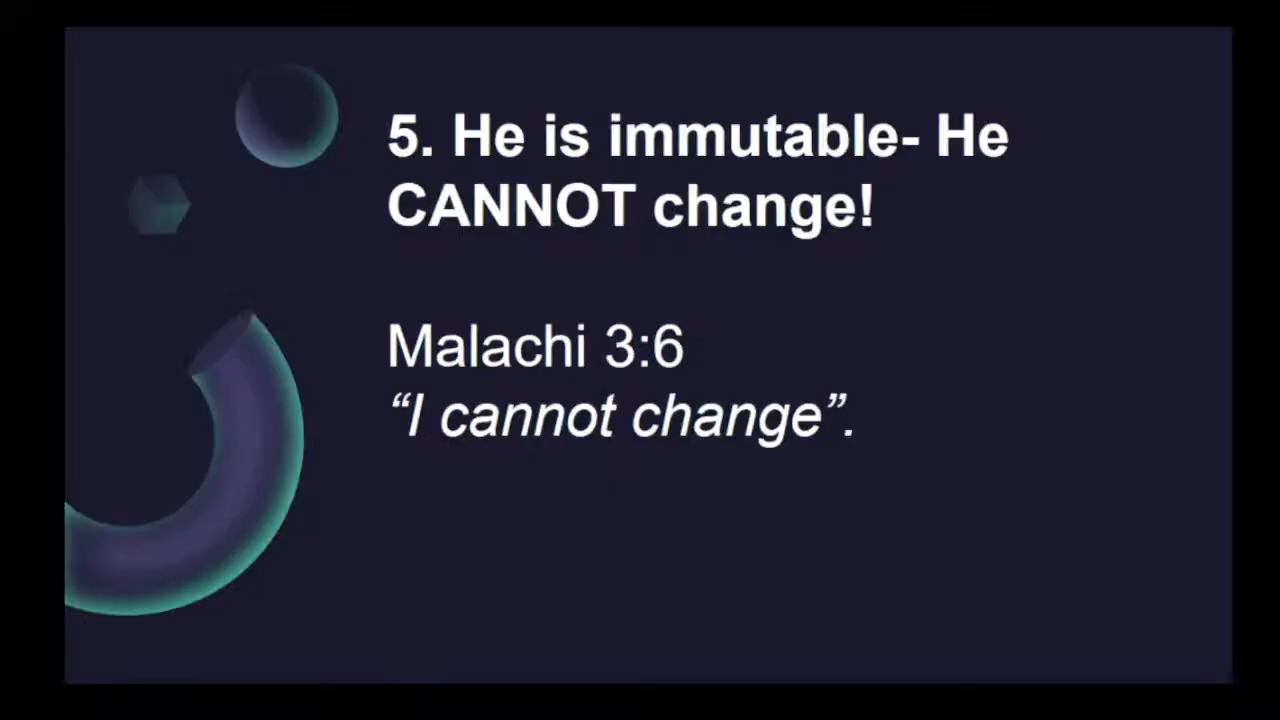 5. He is immutable- He
CANNOT change!
Malachi 3:6
“I cannot change”.